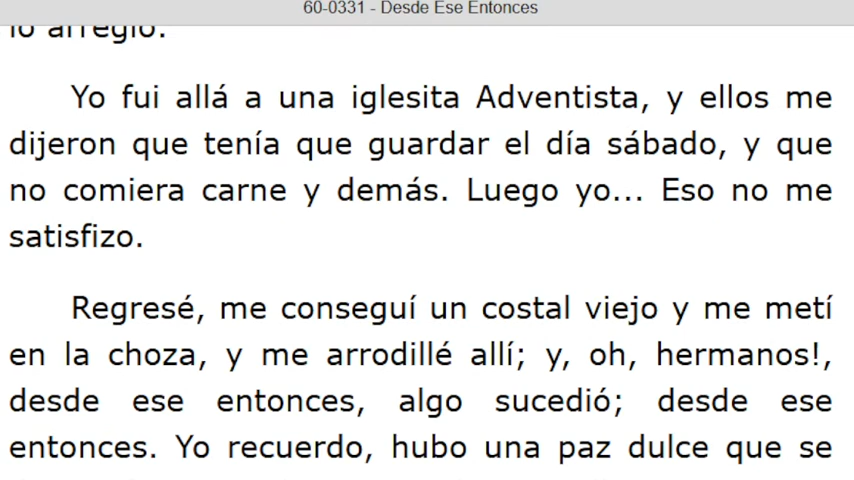 60-0331 - Desde Ese Entonces
lo arregló.
Yo fui allá a una iglesita Adventista, y ellos me
dijeron que tenía que guardar el día sábado, y que
no comiera carne y demás. Luego yo... Eso no me
satisfizo.
Regresé, me conseguí un costal viejo y me metí
en la choza, y me arrodillé allí; y, oh, hermanos!,
desde ese entonces, algo sucedió; desde ese
entonces. Yo recuerdo, hubo una paz dulce que se